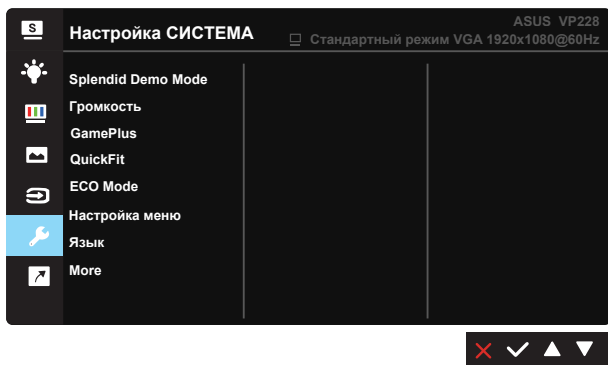 S
Настройка СИСТЕМА
ASUS VP228
Стандартный режим VGA 1920x1080@60Hz
Splendid Demo Mode
Громкость
GamePlus
QuickFit
ECO Mode
Настройка меню
Язык
More